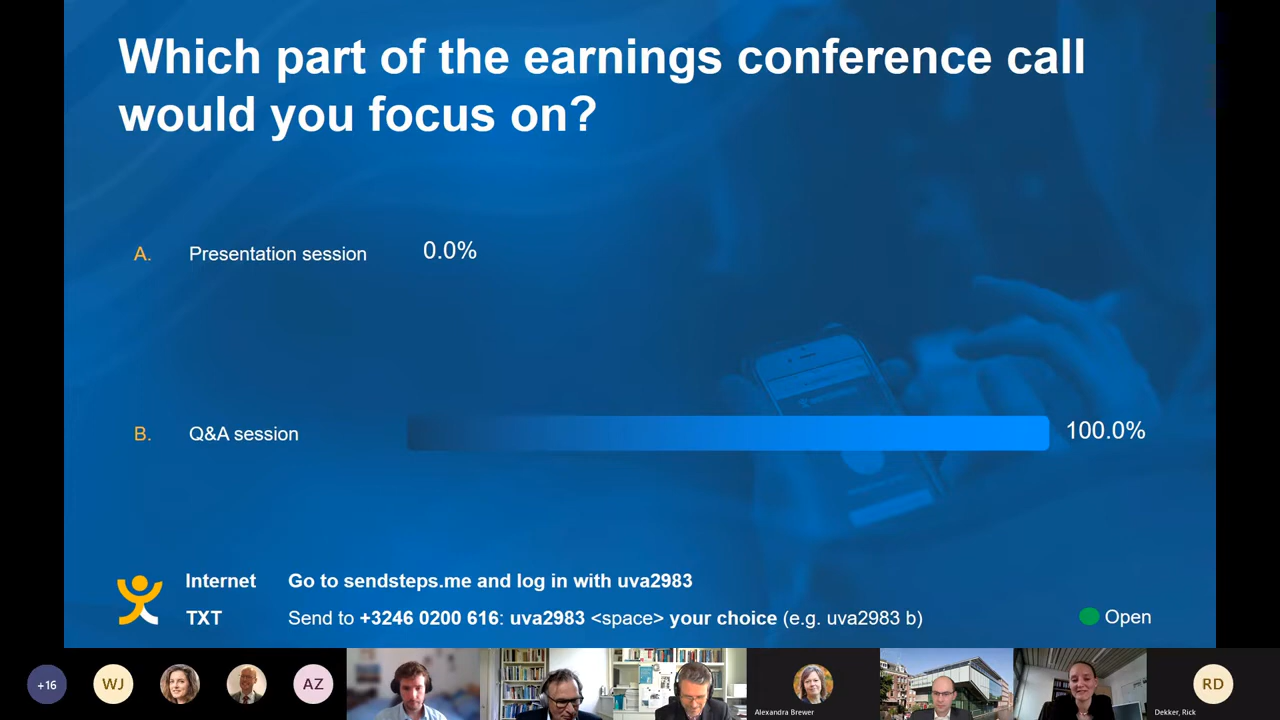 Which part of the earnings conference call
would you focus on?
A. Presentation session 0.0%
B. Q&A session 100.0%
Internet Go to sendsteps.me and log in with uva2983
TXT Send to +3246 0200 616: uva2983 <space> your choice (e.g. uva2983 b)
Open
+16
WJ
AZ
Alexandra Brewer
RD
Dekker, Rick